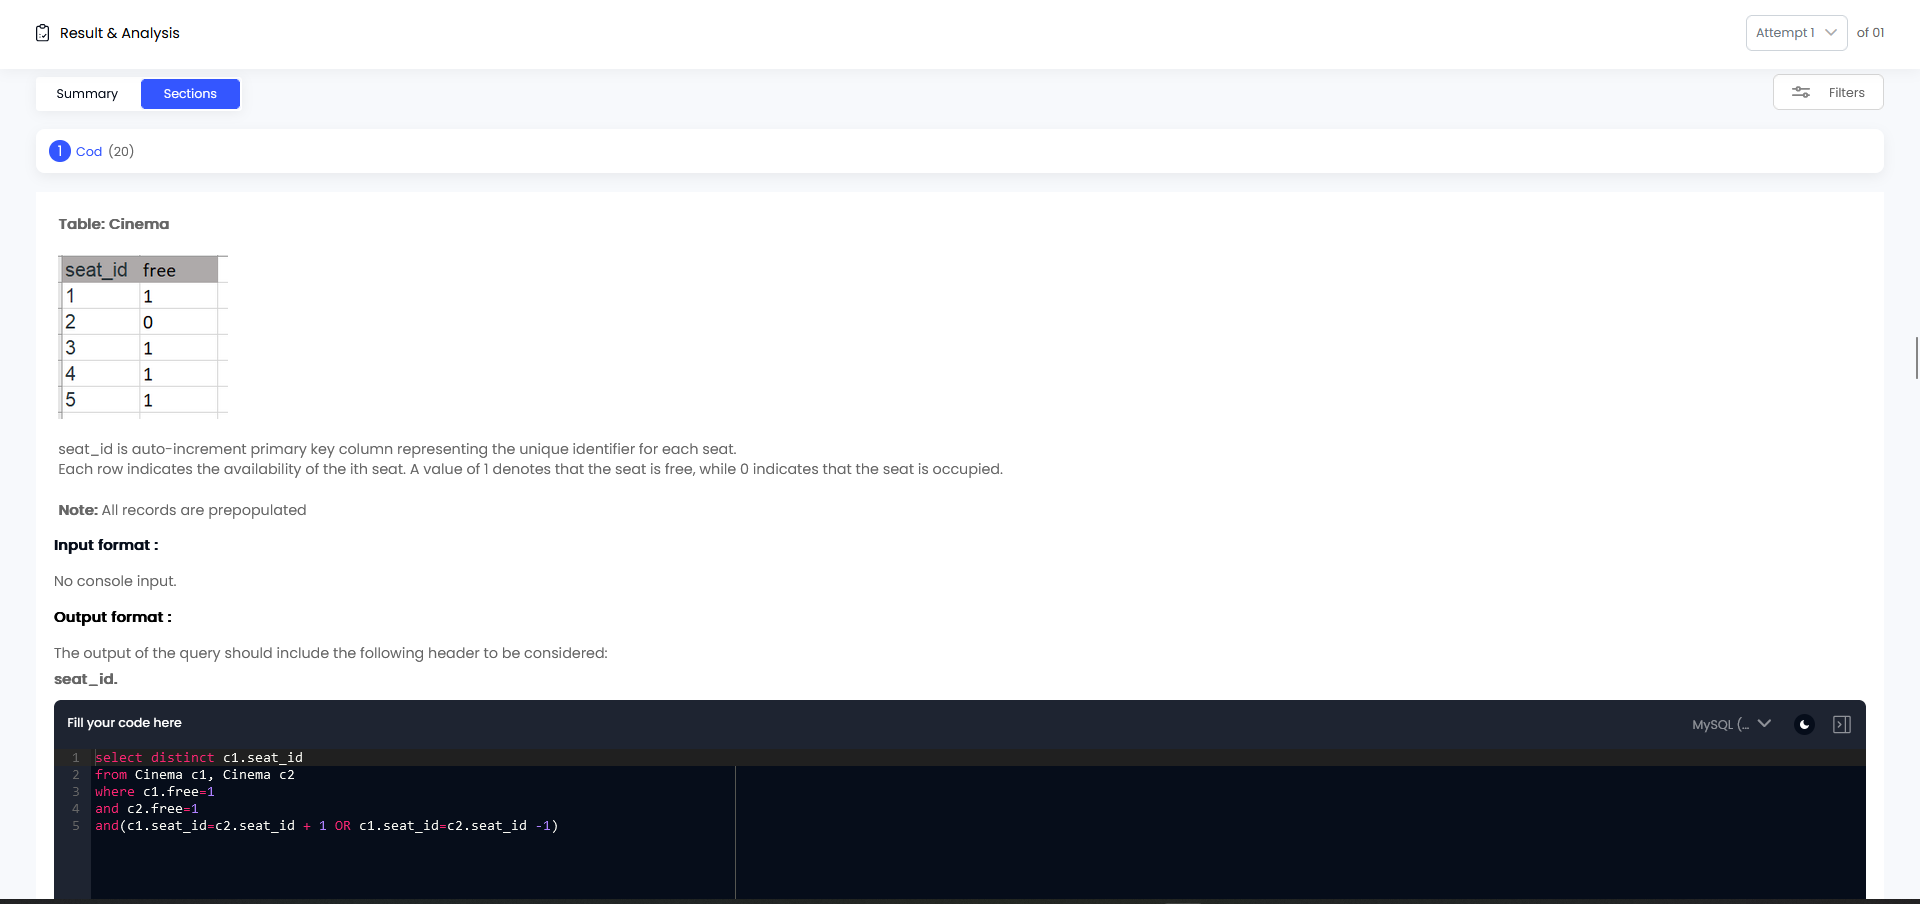 Result & Analysis
Attempt 1 of 01
Summary Sections Filters
1 Cod (20)
Table: Cinema
seat_id free
1 1
2 0
3 1
4 1
5 1
seat_id is auto-increment primary key column representing the unique identifier for each seat.
Each row indicates the availability of the ith seat. A value of 1 denotes that the seat is free, while 0 indicates that the seat is occupied.
Note: All records are prepopulated
Input format :
No console input.
Output format :
The output of the query should include the following header to be considered:
seat_id.
Fill your code here MySQL (...
1 select distinct c1.seat_id
2 from Cinema c1, Cinema c2
3 where c1.free=1
4 and c2.free=1
5 and(c1.seat_id=c2.seat_id + 1 OR c1.seat_id=c2.seat_id -1)